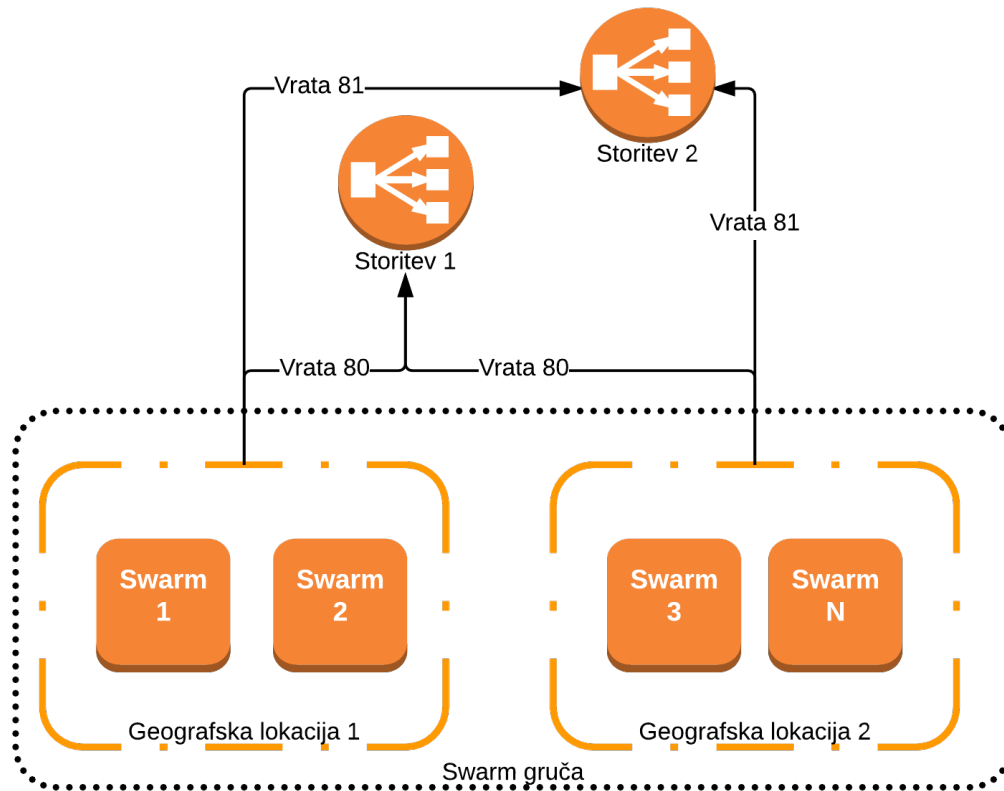 Vrata 81
Storitev 2
Vrata 81
Storitev 1
Vrata 80
Vrata 80
Swarm
1
Swarm
2
Swarm
3
Swarm
N
Geografska lokacija 1
Geografska lokacija 2
Swarm gruča